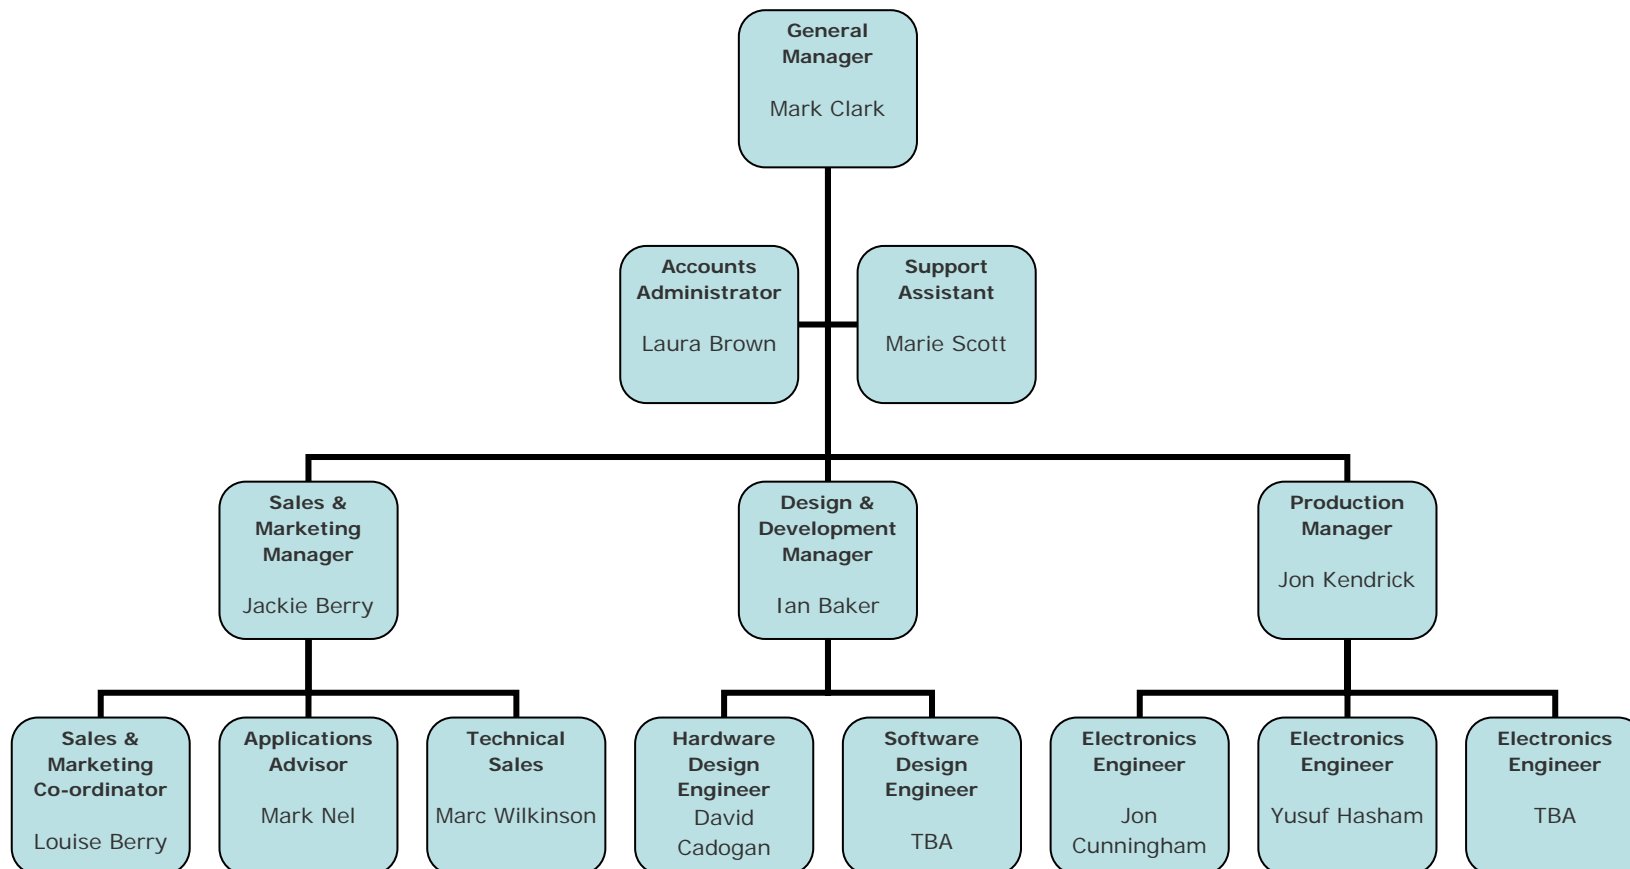 General
Manager
Mark Clark
Accounts
Administrator
Laura Brown
Support
Assistant
Marie Scott
Sales &
Marketing
Manager
Jackie Berry
Design &
Development
Manager
Ian Baker
Production
Manager
Jon Kendrick
Sales &
Marketing
Co-ordinator
Louise Berry
Applications
Advisor
Mark Nel
Technical
Sales
Marc Wilkinson
Hardware
Design
Engineer
David
Cadogan
Software
Design
Engineer
TBA
Electronics
Engineer
Jon
Cunningham
Electronics
Engineer
Yusuf Hasham
Electronics
Engineer
TBA